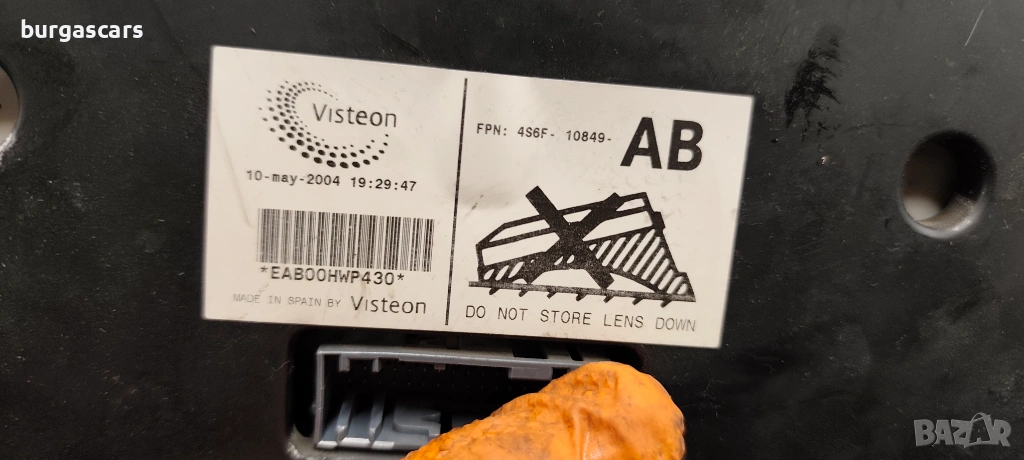 burgascars
Visteon
10-may-2004 19:29:47
*EAB00HWP430*
MADE IN SPAIN BY Visteon
FPN: 4S6F- 10849- AB
DO NOT STORE LENS DOWN
BAZAR